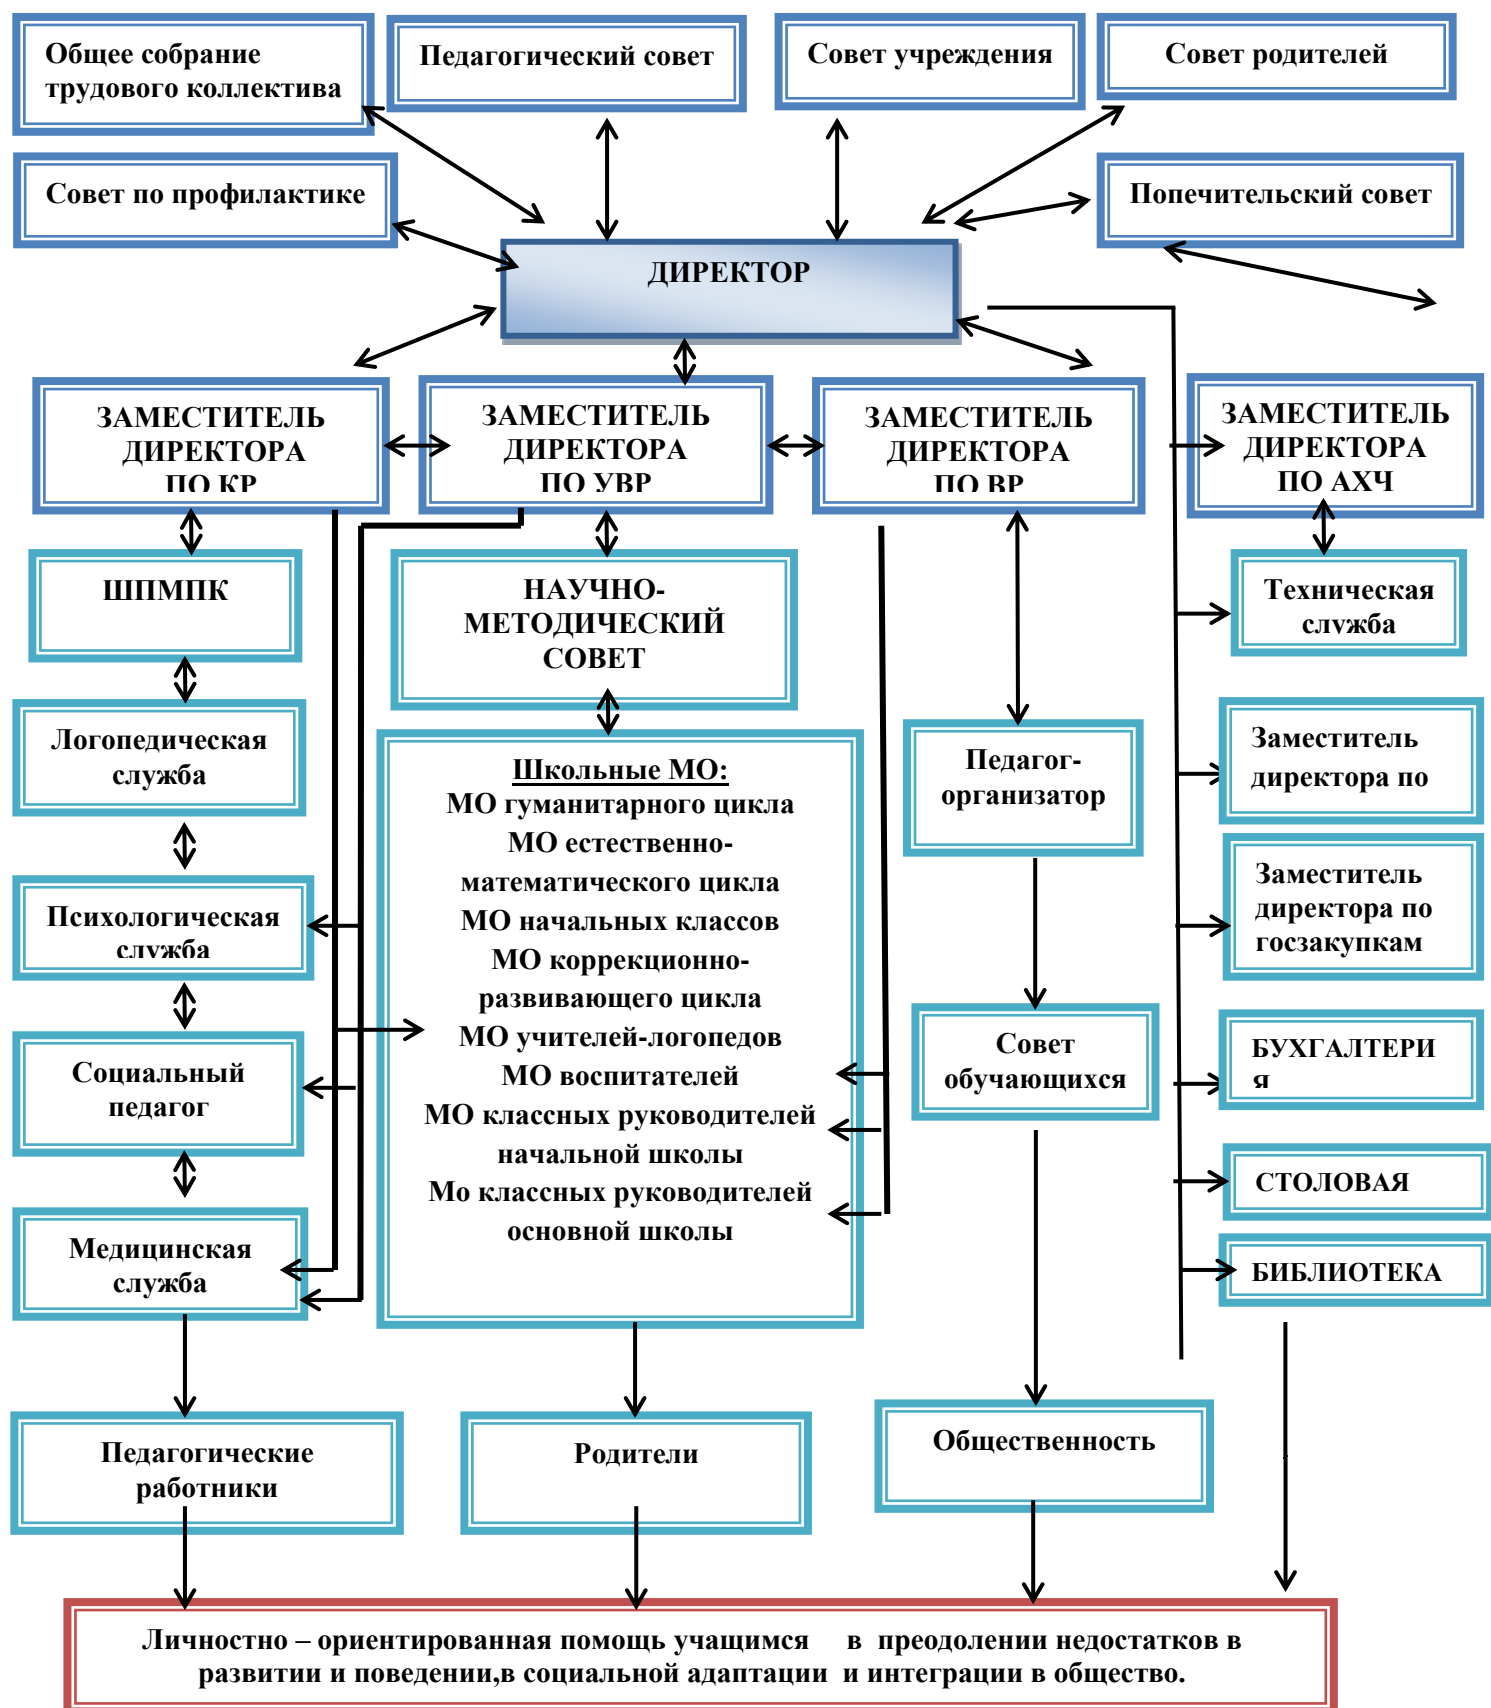 Общее собрание
трудового коллектива
Педагогический совет
Совет учреждения
Совет родителей
Совет по профилактике
Попечительский совет
ДИРЕКТОР
ЗАМЕСТИТЕЛЬ
ДИРЕКТОРА
ПО КР
ЗАМЕСТИТЕЛЬ
ДИРЕКТОРА
ПО УВР
ЗАМЕСТИТЕЛЬ
ДИРЕКТОРА
ПО ВР
ЗАМЕСТИТЕЛЬ
ДИРЕКТОРА
ПО АХЧ
ШПМПК
НАУЧНО-
МЕТОДИЧЕСКИЙ
СОВЕТ
Техническая
служба
Логопедическая
служба
Школьные МО:
МО гуманитарного цикла
МО естественно-
математического цикла
МО начальных классов
МО коррекционно-
развивающего цикла
МО учителей-логопедов
МО воспитателей
МО классных руководителей
начальной школы
Мо классных руководителей
основной школы
Педагог-
организатор
Заместитель
директора по
Психологическая
служба
Заместитель
директора по
госзакупкам
Социальный
педагог
Совет
обучающихся
БУХГАЛТЕРИ
Я
СТОЛОВАЯ
Медицинская
служба
БИБЛИОТЕКА
Педагогические
работники
Родители
Общественность
Личностно – ориентированная помощь учащимся в преодолении недостатков в
развитии и поведении,в социальной адаптации и интеграции в общество.